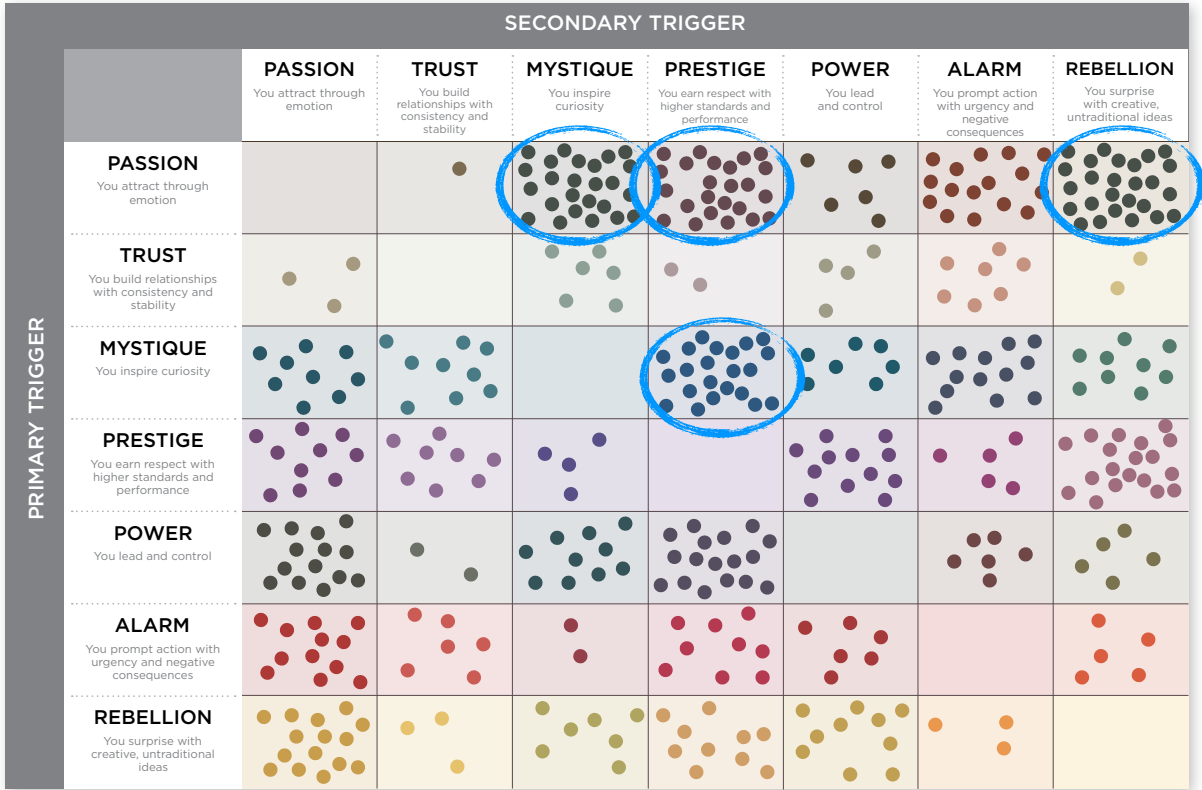 SECONDARY TRIGGER
PASSION
You attract through
emotion
TRUST
You build
relationships with
consistency and
stability
MYSTIQUE
You inspire
curiosity
PRESTIGE
You earn respect with
higher standards and
performance
POWER
You lead
and control
ALARM
You prompt action
with urgency and
negative
consequences
REBELLION
You surprise
with creative,
untraditional ideas
PRIMARY TRIGGER
PASSION
You attract through
emotion
TRUST
You build relationships
with consistency and
stability
MYSTIQUE
You inspire curiosity
PRESTIGE
You earn respect with
higher standards and
performance
POWER
You lead and control
ALARM
You prompt action with
urgency and negative
consequences
REBELLION
You surprise with
creative, untraditional
ideas